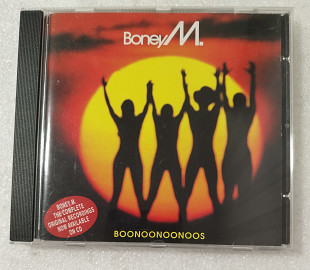 Boney M.
BONEY M.
THE COMPLETE
ORIGINAL RECORDINGS
NOW AVAILABLE
ON CD
BOONOONOONOOS